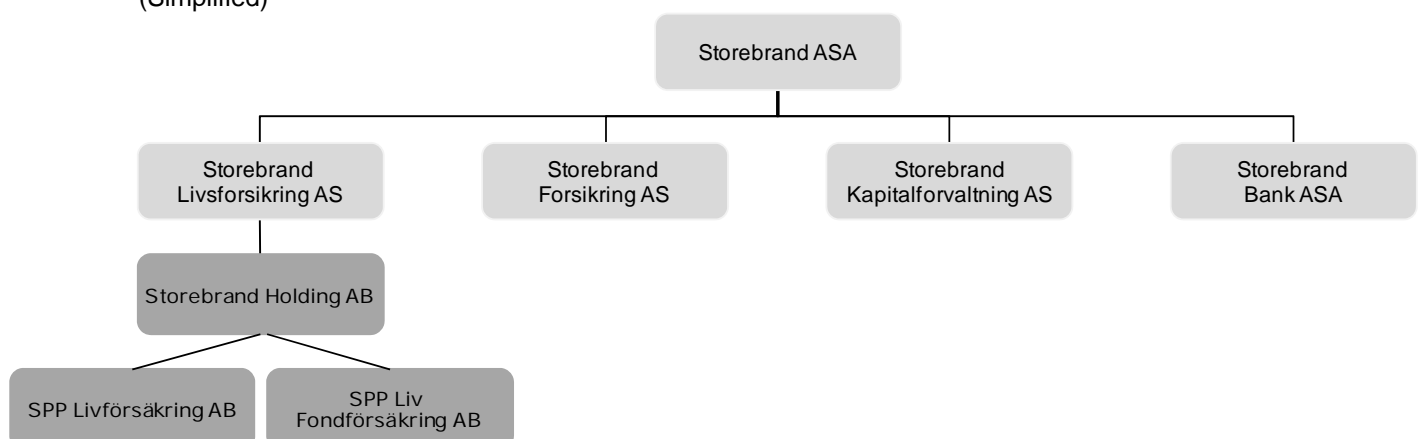 (Simplified)
Storebrand ASA
Storebrand
Livsforsikring AS
Storebrand
Forsikring AS
Storebrand
Kapitalforvaltning AS
Storebrand
Bank ASA
Storebrand Holding AB
SPP Livförsäkring AB
SPP Liv
Fondförsäkring AB